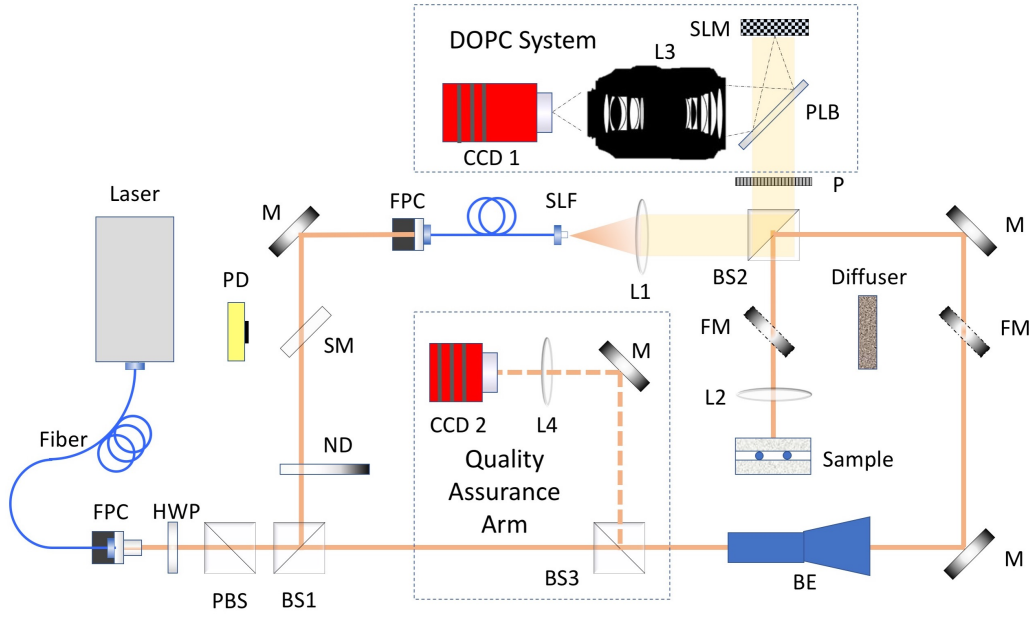 SLM
DOPC System
L3
PLB
CCD 1
P
Laser
M
FPC
SLF
M
BS2
L1
Diffuser
PD
FM
FM
SM
M
L2
CCD 2
L4
Fiber
ND
Quality
Assurance
Arm
Sample
FPC
HWP
BS3
M
BE
PBS
BS1